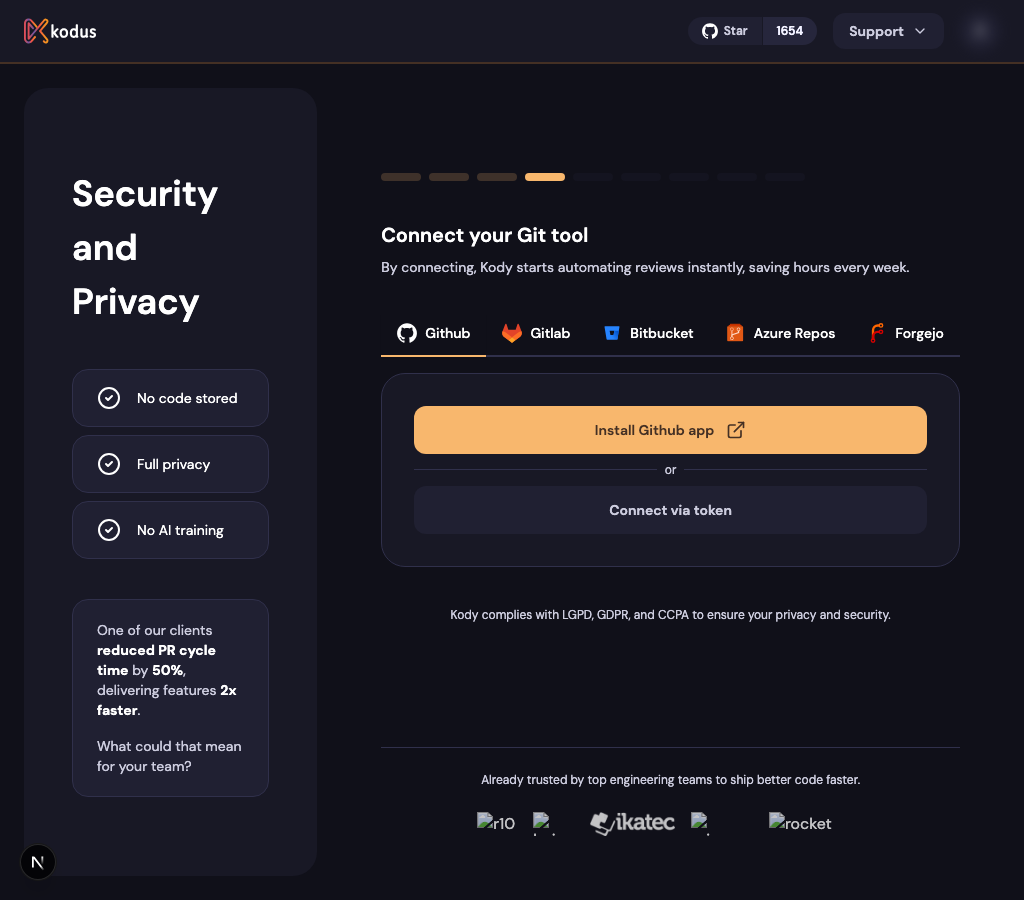 kodus
Star
1654
Support
Security
and
Privacy
No code stored
Full privacy
No AI training
One of our clients
reduced PR cycle
time by 50%,
delivering features 2x
faster.
What could that mean
for your team?
Connect your Git tool
By connecting, Kody starts automating reviews instantly, saving hours every week.
Github
Gitlab
Bitbucket
Azure Repos
Forgejo
Install Github app
or
Connect via token
Kody complies with LGPD, GDPR, and CCPA to ensure your privacy and security.
Already trusted by top engineering teams to ship better code faster.
r10
ikatec
rocket
N